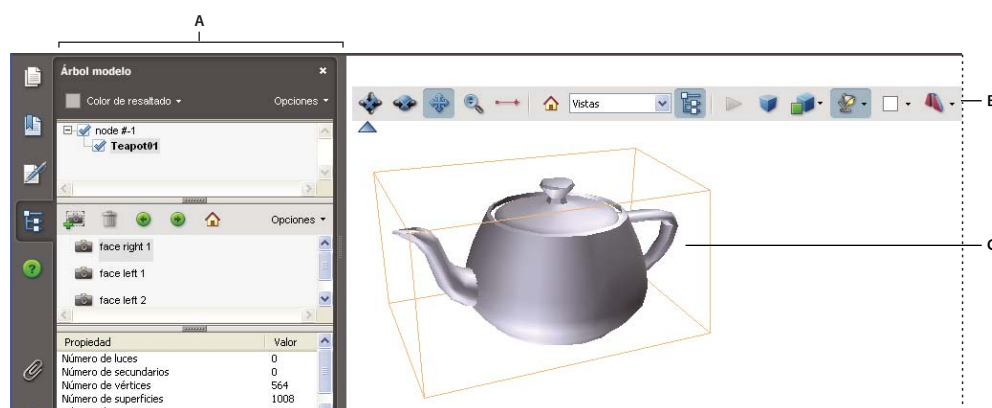 A
Árbol modelo
Color de resaltado
Opciones
node #-1
Teapot01
Opciones
face right 1
face left 1
face left 2
Propiedad Valor
Número de luces 0
Número de secundarios 0
Número de vértices 564
Número de superficies 1008
Vistas
B
C